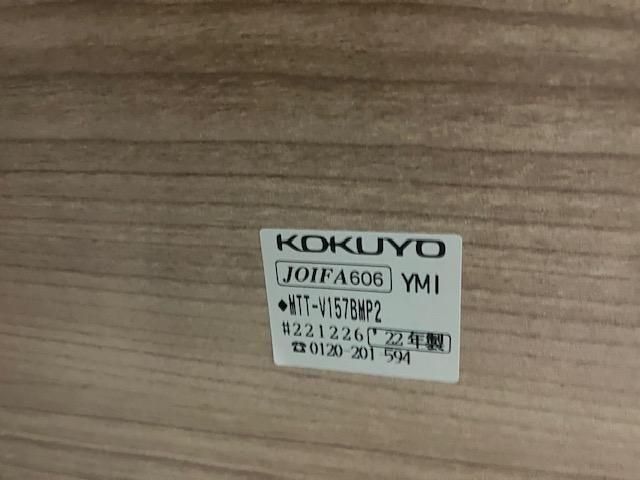 KOKUYO
JOIFA606 YMI
◆MTT-V157BMP2
#221226 '22年製
☎0120-201-594